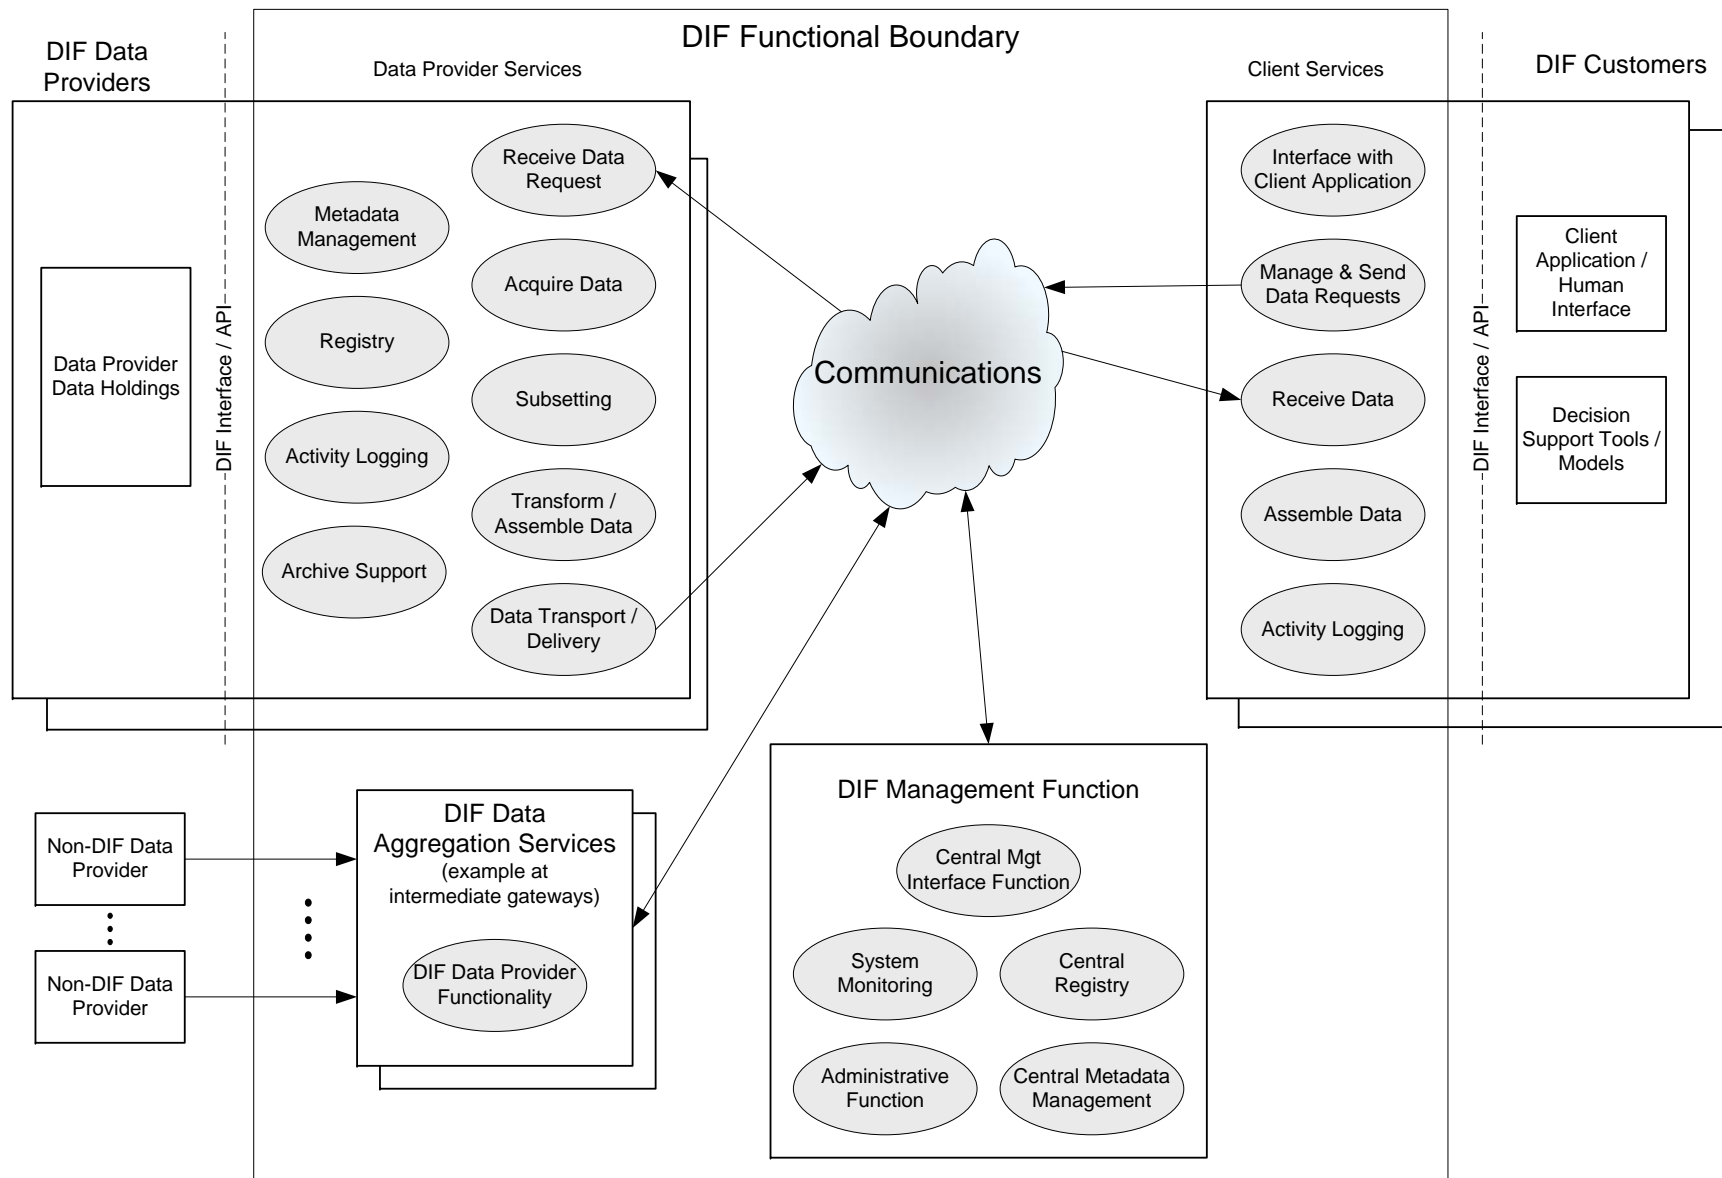 DIF Functional Boundary
DIF Data
Providers
Data Provider Services
Client Services
DIF Customers
Receive Data
Request
Metadata
Management
Acquire Data
Registry
Subsetting
Activity Logging
Transform /
Assemble Data
Archive Support
Data Transport /
Delivery
Data Provider
Data Holdings
DIF Interface / API
Communications
Interface with
Client Application
Manage & Send
Data Requests
Receive Data
Assemble Data
Activity Logging
DIF Interface / API
Client
Application /
Human
Interface
Decision
Support Tools /
Models
Non-DIF Data
Provider
Non-DIF Data
Provider
DIF Data
Aggregation Services
(example at
intermediate gateways)
DIF Data Provider
Functionality
DIF Management Function
Central Mgt
Interface Function
System
Monitoring
Central
Registry
Administrative
Function
Central Metadata
Management